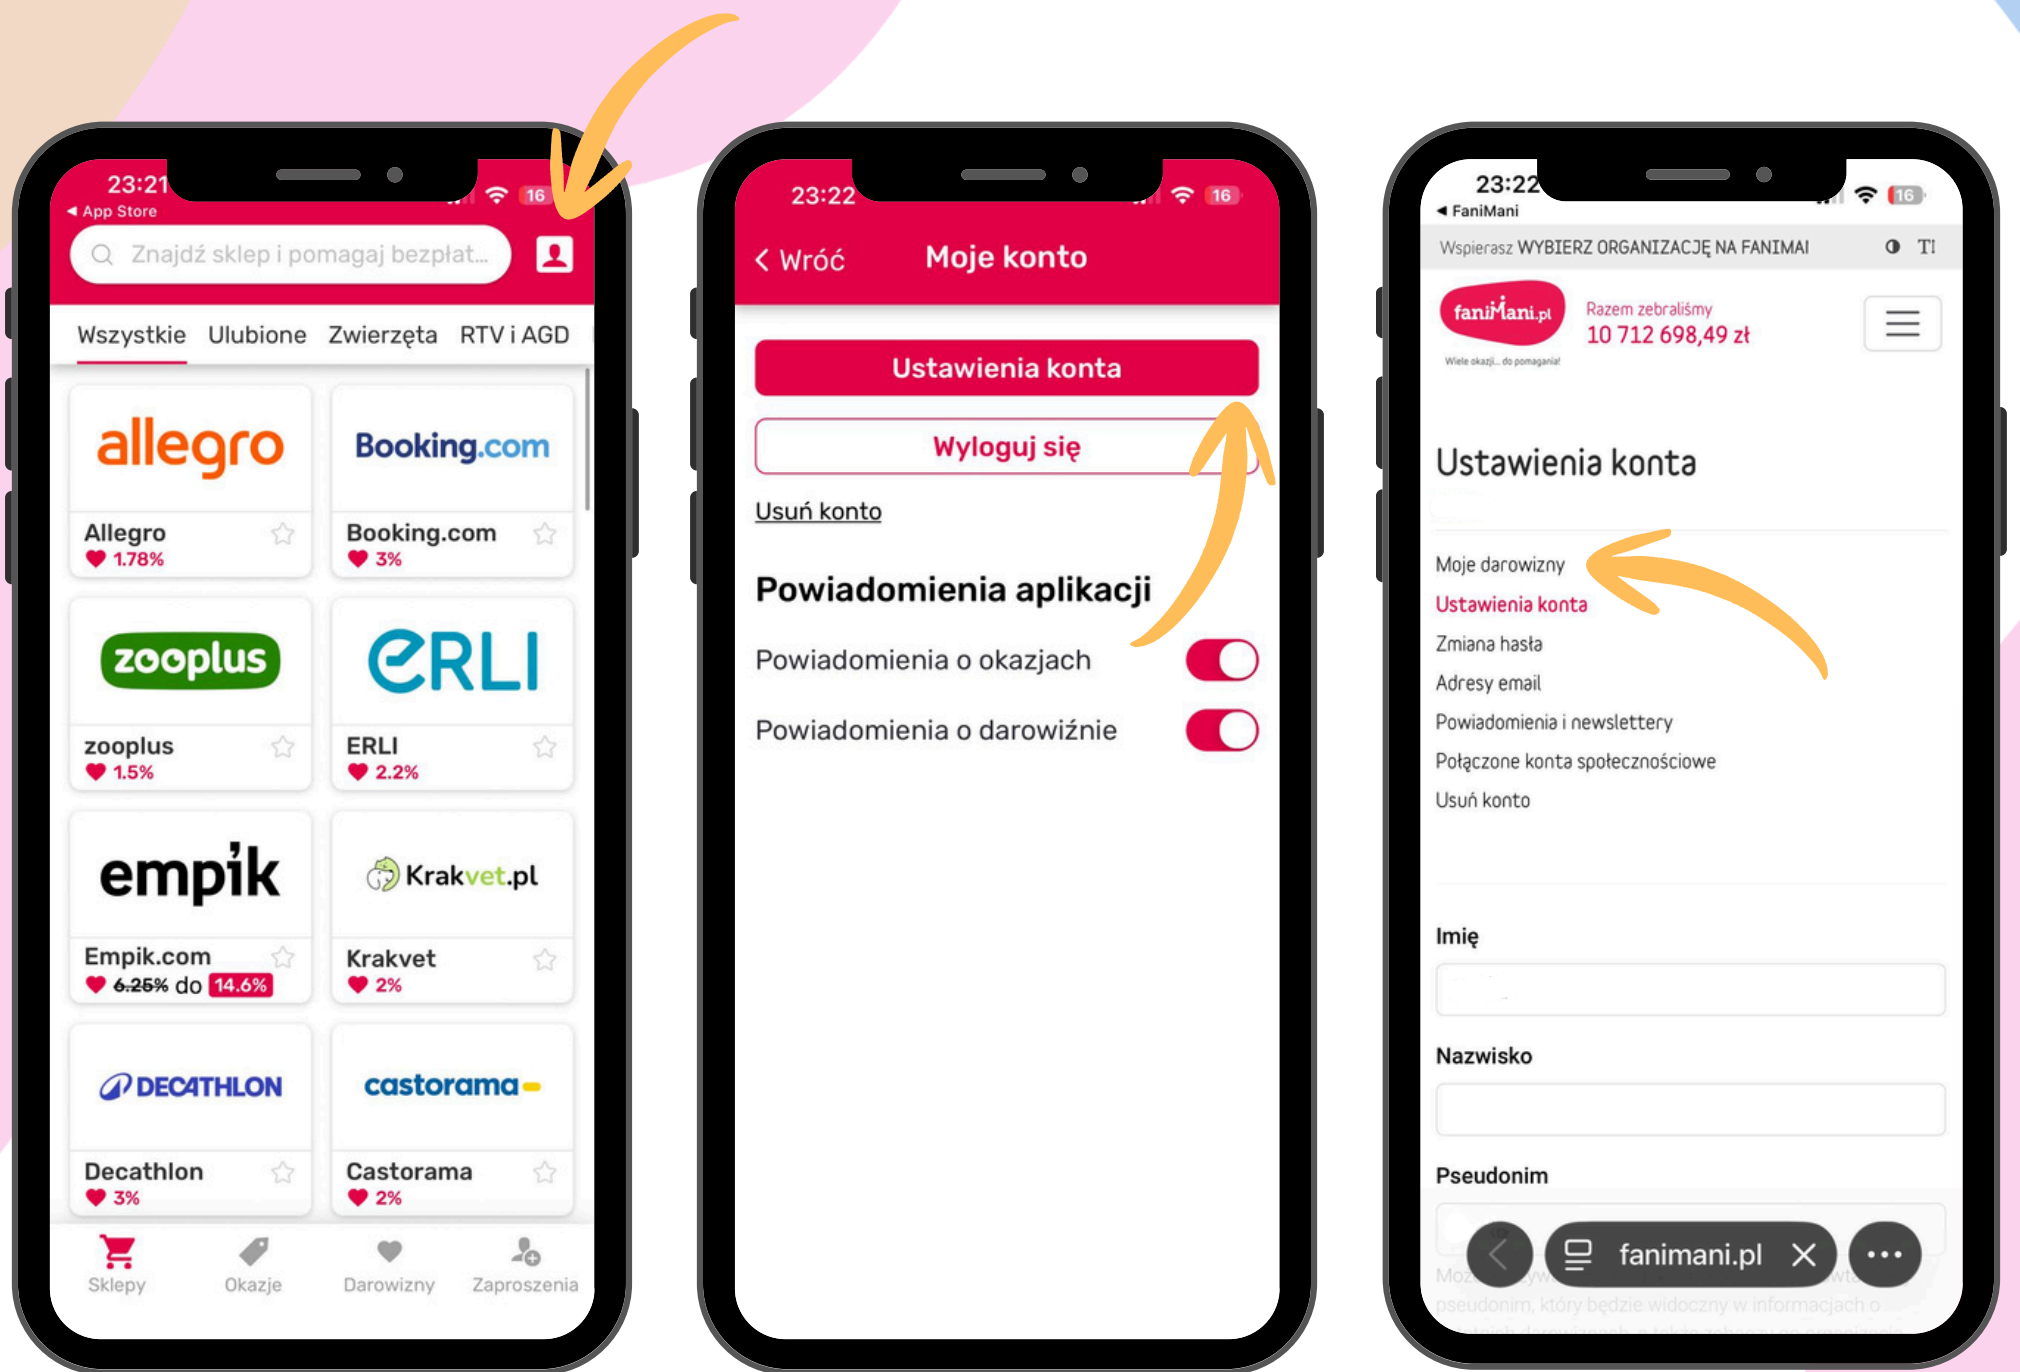 23:21
16
App Store
Znajdź sklep i pomagaj bezpłat...
Wszystkie Ulubione Zwierzęta RTV i AGD
allegro
Booking.com
Allegro
1.78%
Booking.com
3%
zooplus
ERLI
zooplus
1.5%
ERLI
2.2%
empik
Krakvet.pl
Empik.com
6.25% do 14.6%
Krakvet
2%
DECATHLON
castorama
Decathlon
3%
Castorama
2%
Sklepy
Okazje
Darowizny
Zaproszenia
23:22
16
Wróć
Moje konto
Ustawienia konta
Wyloguj się
Usuń konto
Powiadomienia aplikacji
Powiadomienia o okazjach
Powiadomienia o darowiźnie
23:22
16
FaniMani
Wspierasz WYBIERZ ORGANIZACJĘ NA FANIMAI
faniMani.pl
Wiele okazji... do pomagania!
Razem zebraliśmy
10 712 698,49 zł
Ustawienia konta
Moje darowizny
Ustawienia konta
Zmiana hasła
Adresy email
Powiadomienia i newslettery
Połączone konta społecznościowe
Usuń konto
Imię
Nazwisko
Pseudonim
fanimani.pl
pseudonim, który będzie widoczny w informacjach o